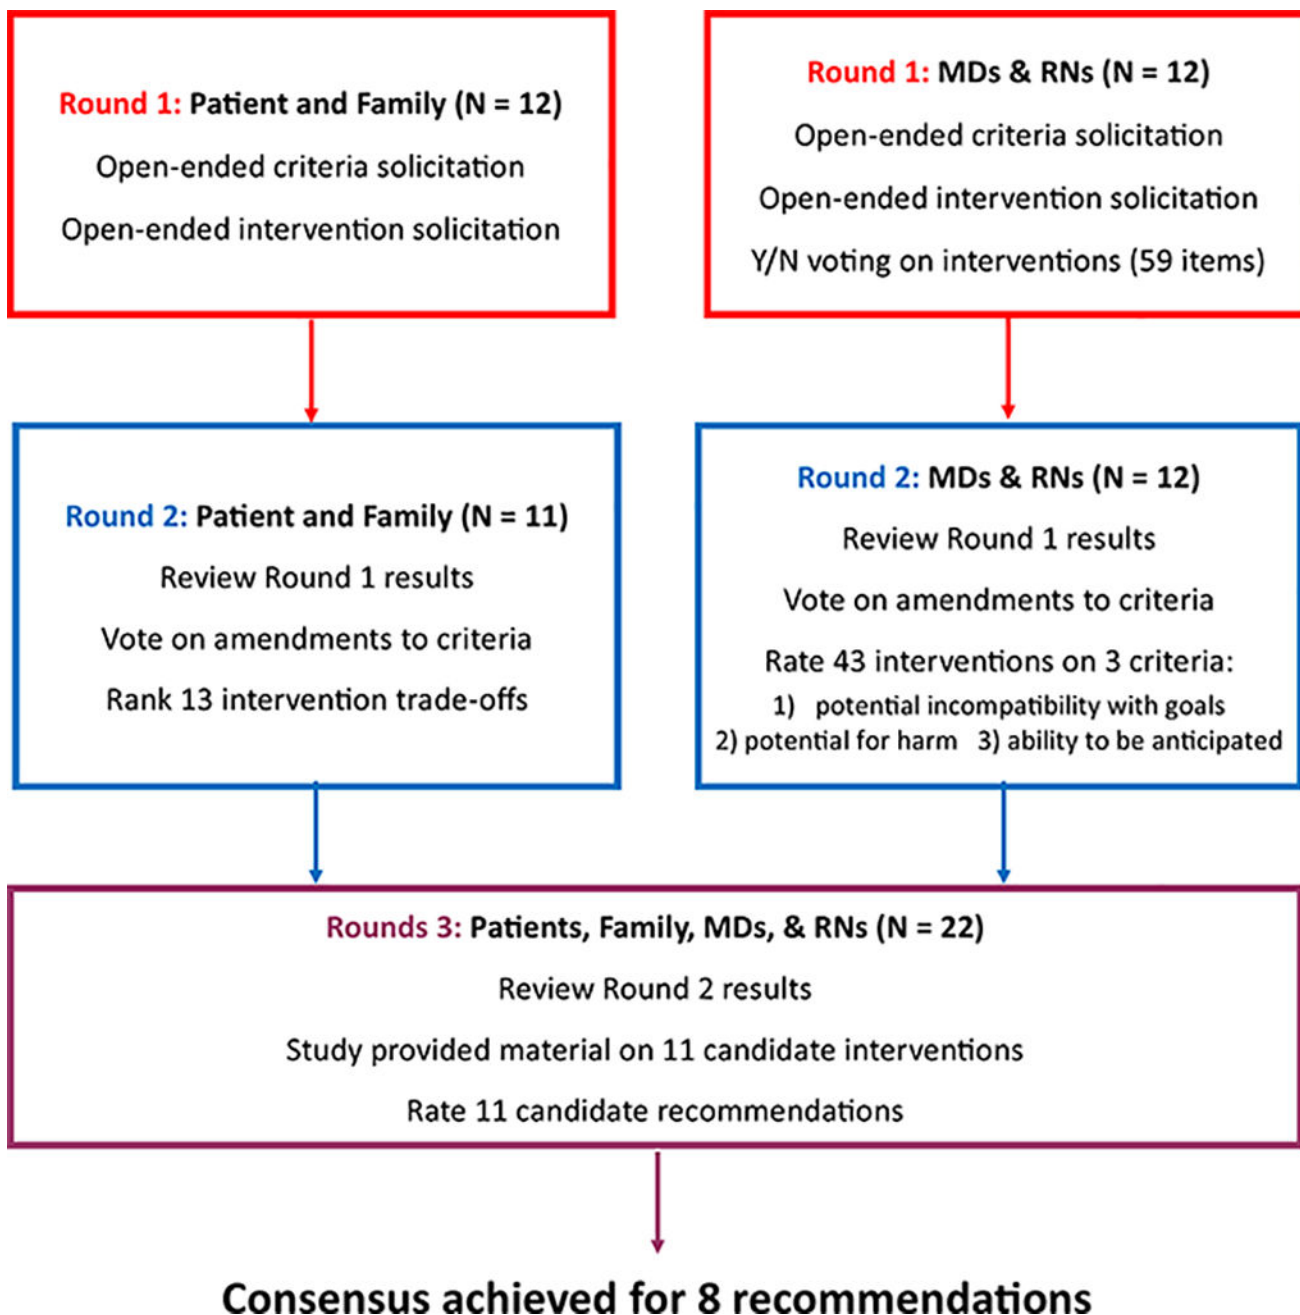 Round 1: Patient and Family (N = 12)
Open-ended criteria solicitation
Open-ended intervention solicitation
Round 1: MDs & RNs (N = 12)
Open-ended criteria solicitation
Open-ended intervention solicitation
Y/N voting on interventions (59 items)
Round 2: Patient and Family (N = 11)
Review Round 1 results
Vote on amendments to criteria
Rank 13 intervention trade-offs
Round 2: MDs & RNs (N = 12)
Review Round 1 results
Vote on amendments to criteria
Rate 43 interventions on 3 criteria:
1) potential incompatibility with goals
2) potential for harm 3) ability to be anticipated
Rounds 3: Patients, Family, MDs, & RNs (N = 22)
Review Round 2 results
Study provided material on 11 candidate interventions
Rate 11 candidate recommendations
Consensus achieved for 8 recommendations